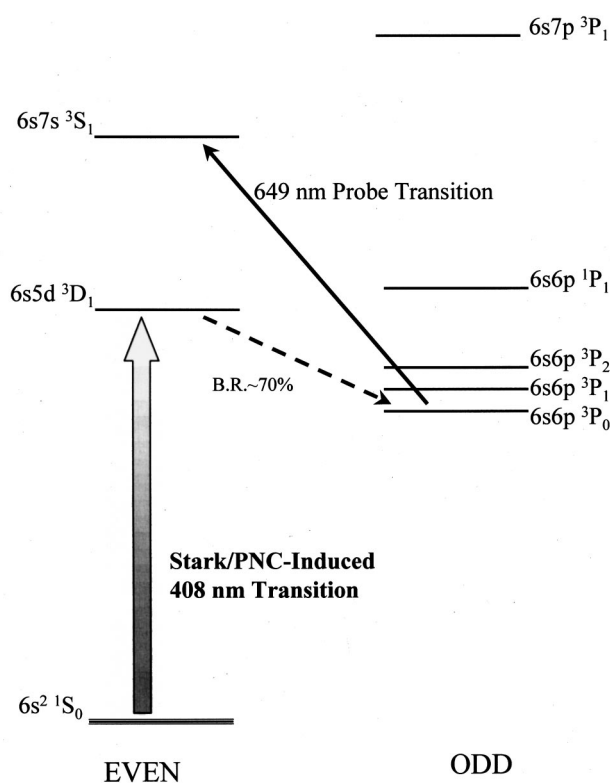 6s7p ³P₁
6s7s ³S₁
649 nm Probe Transition
6s6p ¹P₁
6s5d ³D₁
6s6p ³P₂
B.R.~70%
6s6p ³P₁
6s6p ³P₀
Stark/PNC-Induced
408 nm Transition
6s² ¹S₀
EVEN
ODD